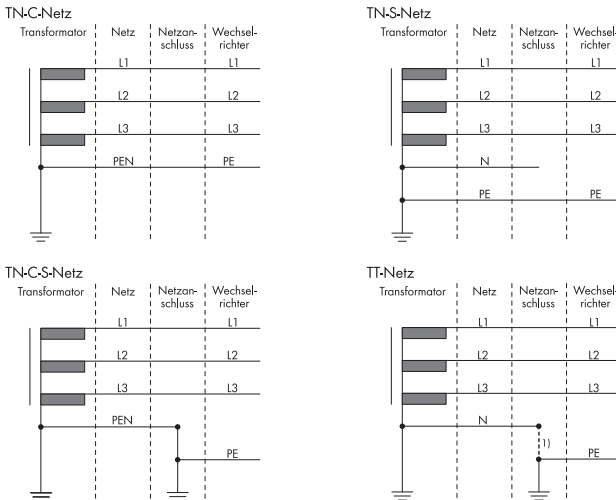 TN-C-Netz
Transformator Netz Netzan-
schluss Wechsel-
richter
L1 L1
L2 L2
L3 L3
PEN PE
TN-S-Netz
Transformator Netz Netzan-
schluss Wechsel-
richter
L1 L1
L2 L2
L3 L3
N
PE PE
TN-C-S-Netz
Transformator Netz Netzan-
schluss Wechsel-
richter
L1 L1
L2 L2
L3 L3
PEN
PE
TT-Netz
Transformator Netz Netzan-
schluss Wechsel-
richter
L1 L1
L2 L2
L3 L3
N
1)
PE